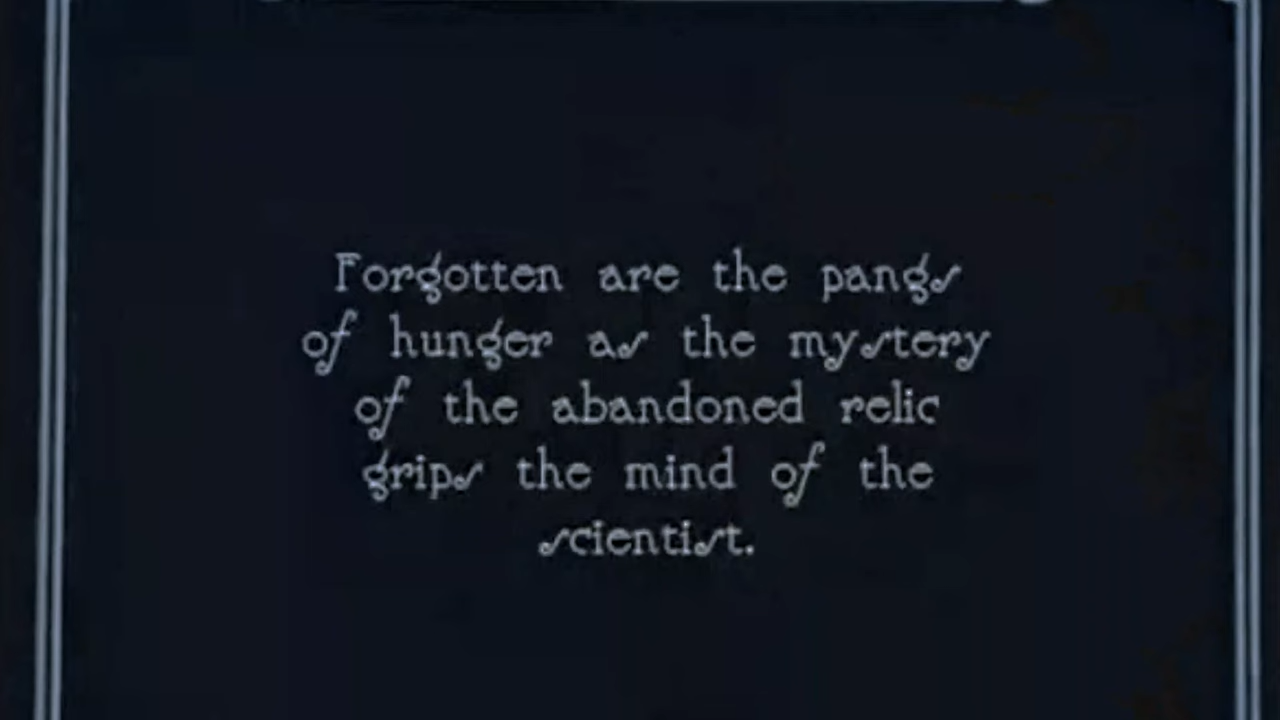 Forgotten are the pangs
of hunger as the mystery
of the abandoned relic
grips the mind of the
scientist.